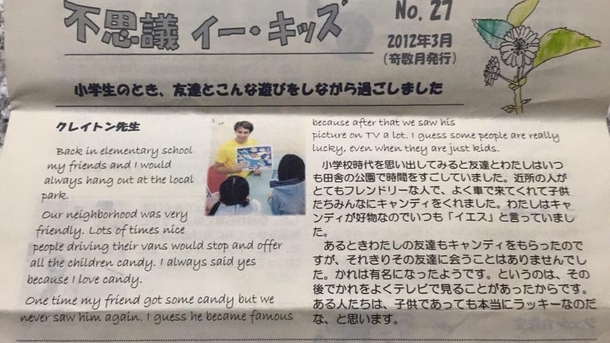 不思議 イー・キッズ
No. 27
2012年3月
(奇数月発行)
小学生のとき、友達とこんな遊びをしながら過ごしました
クレイトン先生
Back in elementary school
my friends and I would
always hang out at the local
park.
Our neighborhood was very
friendly. Lots of times nice
people driving their vans would stop and offer
all the children candy. I always said yes
because I love candy.
One time my friend got some candy but we
never saw him again. I guess he became famous
because after that we saw his
picture on TV a lot. I guess some people are really
lucky, even when they are just kids.
小学校時代を思い出してみると友達とわたしはいつ
も田舎の公園で時間をすごしていました。近所の人が
とてもフレンドリーな人で、よく車で来てくれて子供
たちみんなにキャンディをくれました。わたしはキャ
ンディが好物なのでいつも「イエス」と言っていまし
た。
あるときわたしの友達もキャンディをもらったので
すが、それきりその友達に会うことはありませんでし
た。かれは有名になったようです。というのは、その
後でかれをよくテレビで見ることがあったからです。
ある人たちは、子供であっても本当にラッキーなのだ
な、と思います。